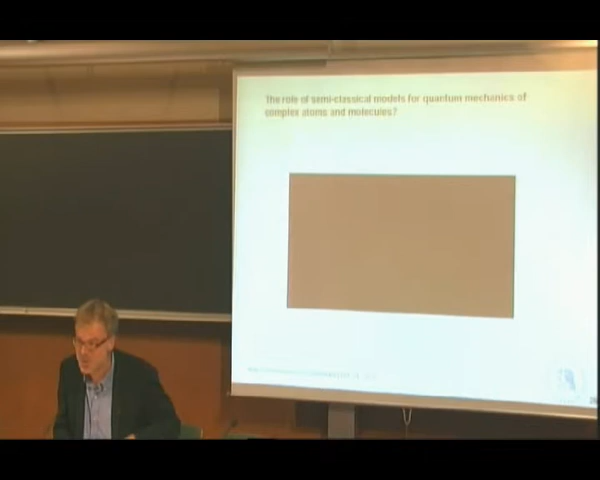 The role of semi-classical models for quantum mechanics of
complex atoms and molecules?